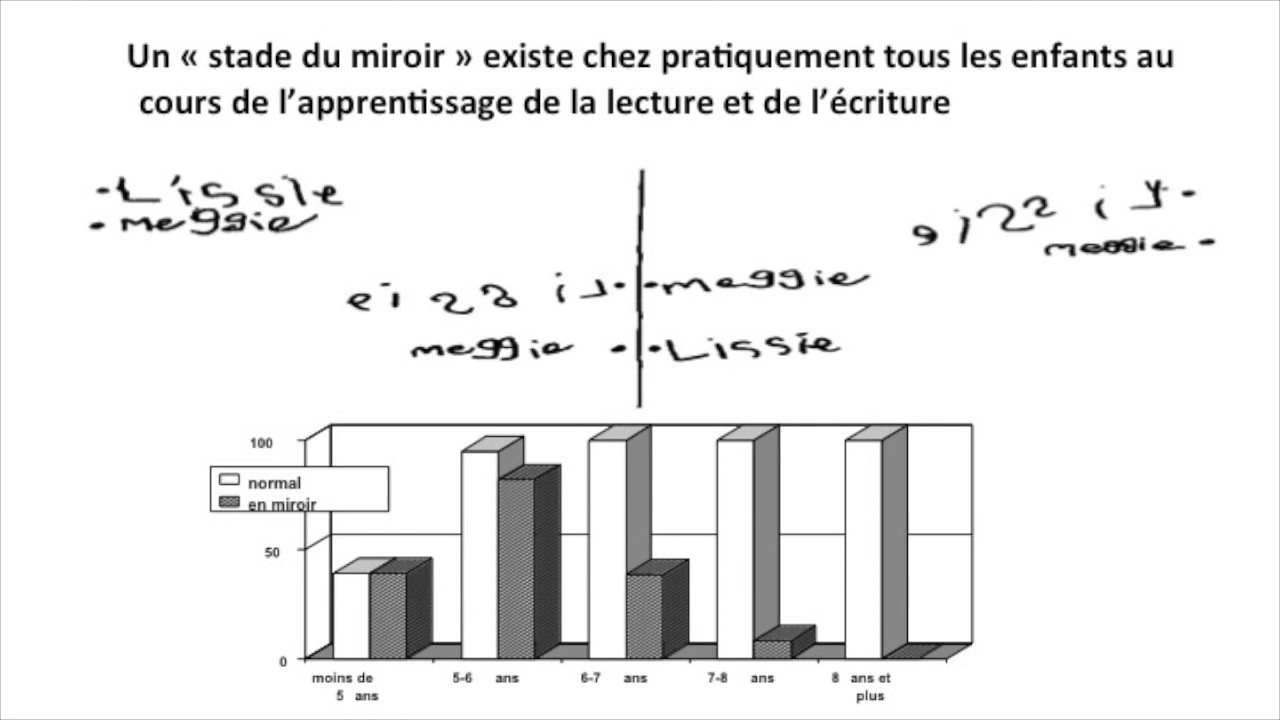 Un « stade du miroir » existe chez pratiquement tous les enfants au
cours de l’apprentissage de la lecture et de l’écriture
•Lissie
•meggie
eissiL•
meggie•
eissiL• •meggie
meggie • •Lissie
100
normal
en miroir
50
0
moins de 5 ans
5-6 ans
6-7 ans
7-8 ans
8 ans et plus